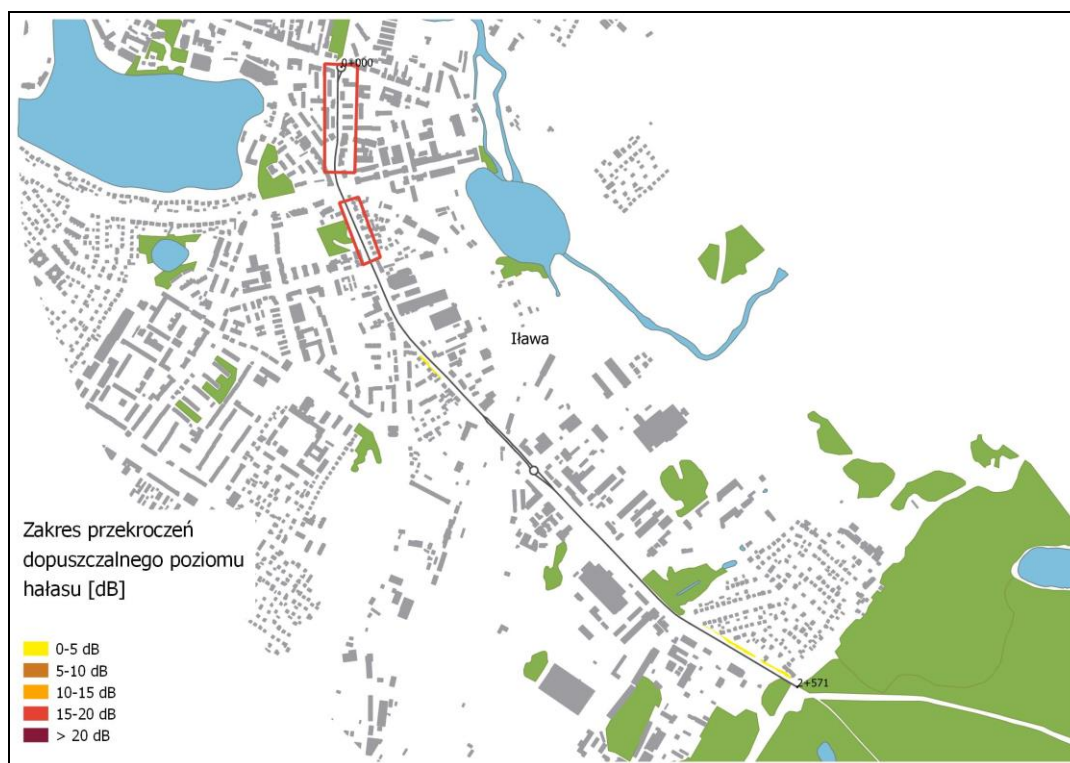 0+000
Iława
Zakres przekroczeń
dopuszczalnego poziomu
hałasu [dB]
0-5 dB
5-10 dB
10-15 dB
15-20 dB
> 20 dB
2+571